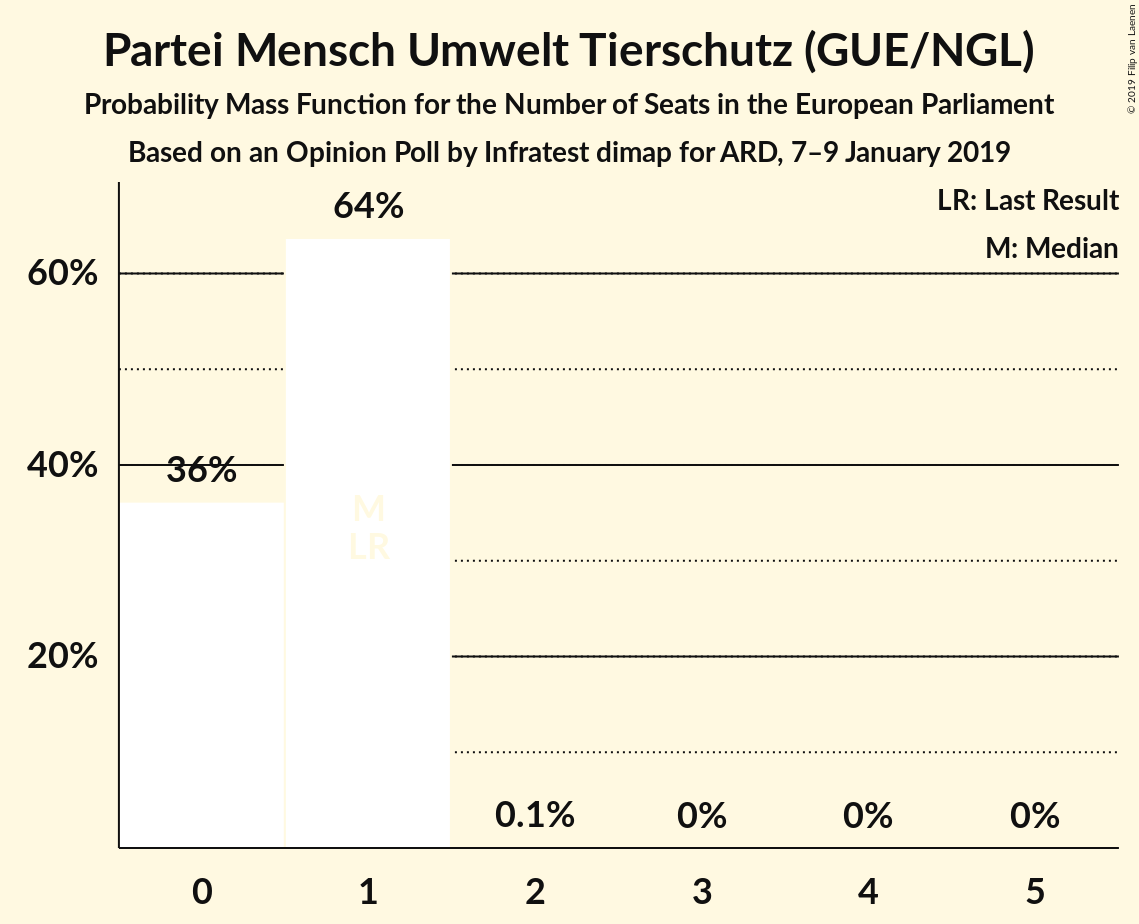 Partei Mensch Umwelt Tierschutz (GUE/NGL)
Probability Mass Function for the Number of Seats in the European Parliament
Based on an Opinion Poll by Infratest dimap for ARD, 7–9 January 2019
© 2019 Filip van Laenen
LR: Last Result
M: Median
64%
60%
40%
36%
M
LR
20%
0.1%
0%
0%
0%
0
1
2
3
4
5